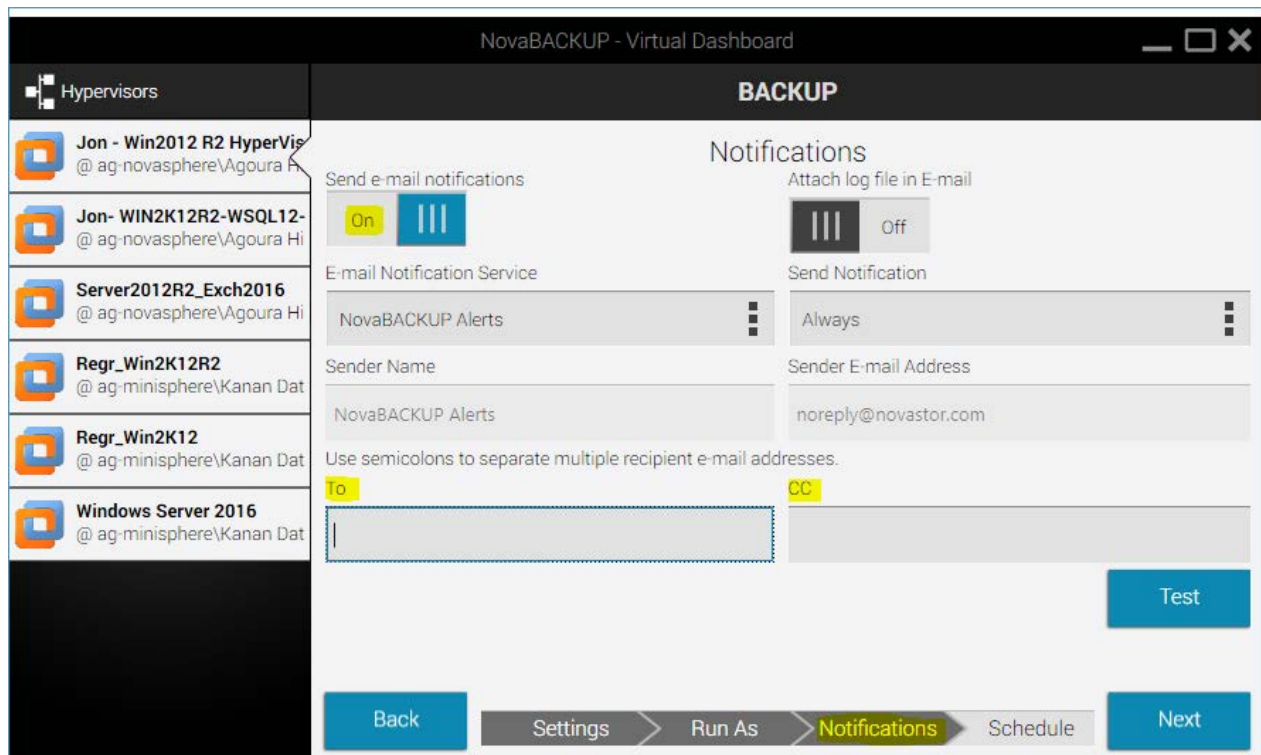 NovaBACKUP - Virtual Dashboard
Hypervisors
BACKUP
Jon - Win2012 R2 HyperVis
@ ag-novasphere\Agoura H
Jon- WIN2K12R2-WSQL12-
@ ag-novasphere\Agoura Hi
Server2012R2_Exch2016
@ ag-novasphere\Agoura Hi
Regr_Win2K12R2
@ ag-minisphere\Kanan Dat
Regr_Win2K12
@ ag-minisphere\Kanan Dat
Windows Server 2016
@ ag-minisphere\Kanan Dat
Notifications
Send e-mail notifications
Attach log file in E-mail
On
Off
E-mail Notification Service
Send Notification
NovaBACKUP Alerts
Always
Sender Name
Sender E-mail Address
NovaBACKUP Alerts
noreply@novastor.com
Use semicolons to separate multiple recipient e-mail addresses.
To
CC
Test
Back
Settings
Run As
Notifications
Schedule
Next